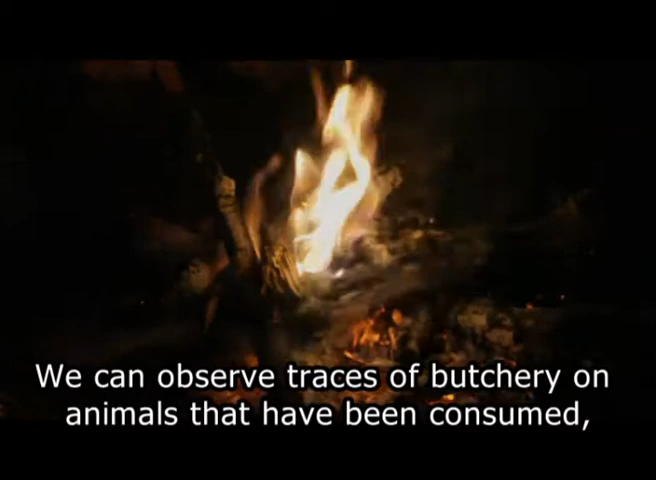 We can observe traces of butchery on
animals that have been consumed,